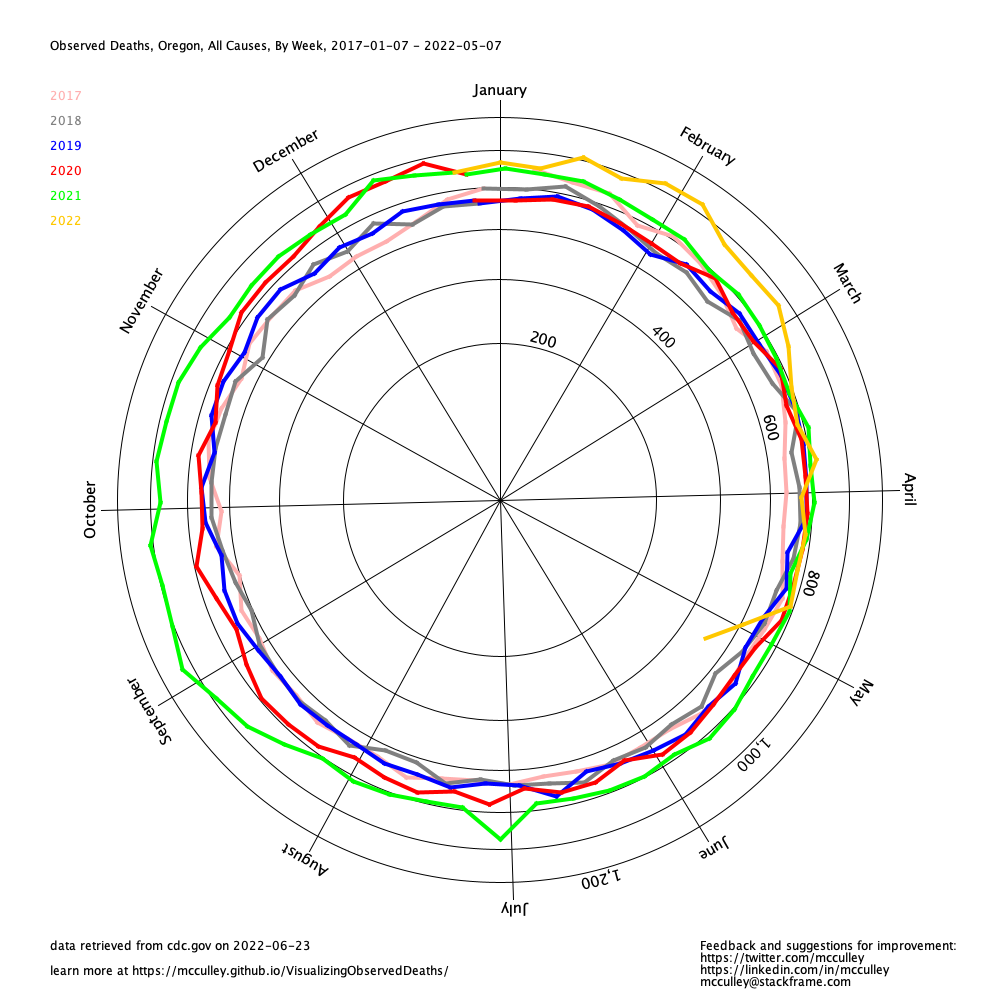 Observed Deaths, Oregon, All Causes, By Week, 2017-01-07 - 2022-05-07
2017
2018
2019
2020
2021
2022
January
February
March
April
May
June
July
August
September
October
November
December
200
400
600
800
1,000
1,200
data retrieved from cdc.gov on 2022-06-23
learn more at https://mcculley.github.io/VisualizingObservedDeaths/
Feedback and suggestions for improvement:
https://twitter.com/mcculley
https://linkedin.com/in/mcculley
mcculley@stackframe.com